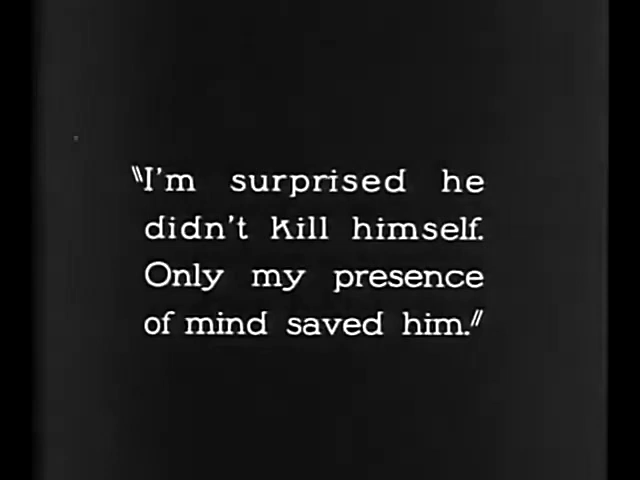 "I'm surprised he
didn't kill himself.
Only my presence
of mind saved him."